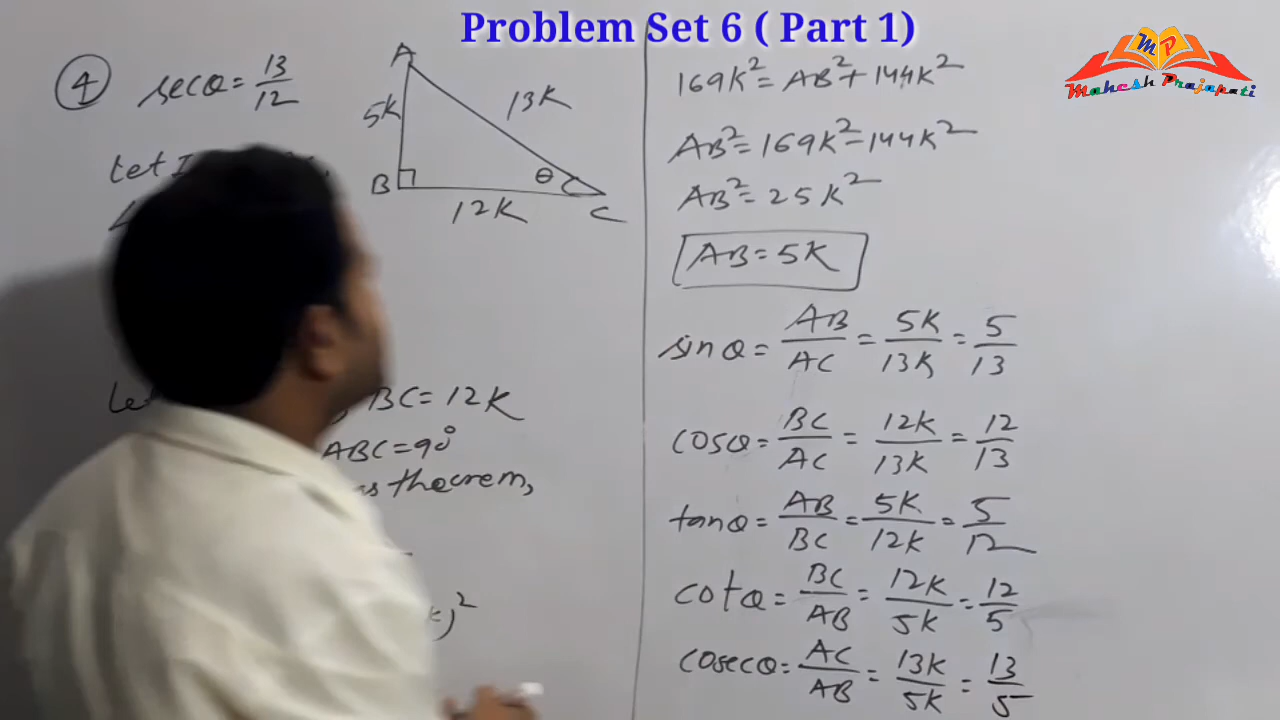 Problem Set 6 ( Part 1)
MP
Mahesh Prajapati
4 secθ = 13/12
A
5K
13K
B
θ
12K
C
Let
Let BC = 12K
ABC = 90°
theorem,
)²
169K² = AB² + 144K²
AB² = 169K² - 144K²
AB² = 25K²
AB = 5K
sinθ = AB/AC = 5K/13K = 5/13
cosθ = BC/AC = 12K/13K = 12/13
tanθ = AB/BC = 5K/12K = 5/12
cotθ = BC/AB = 12K/5K = 12/5
cosecθ = AC/AB = 13K/5K = 13/5